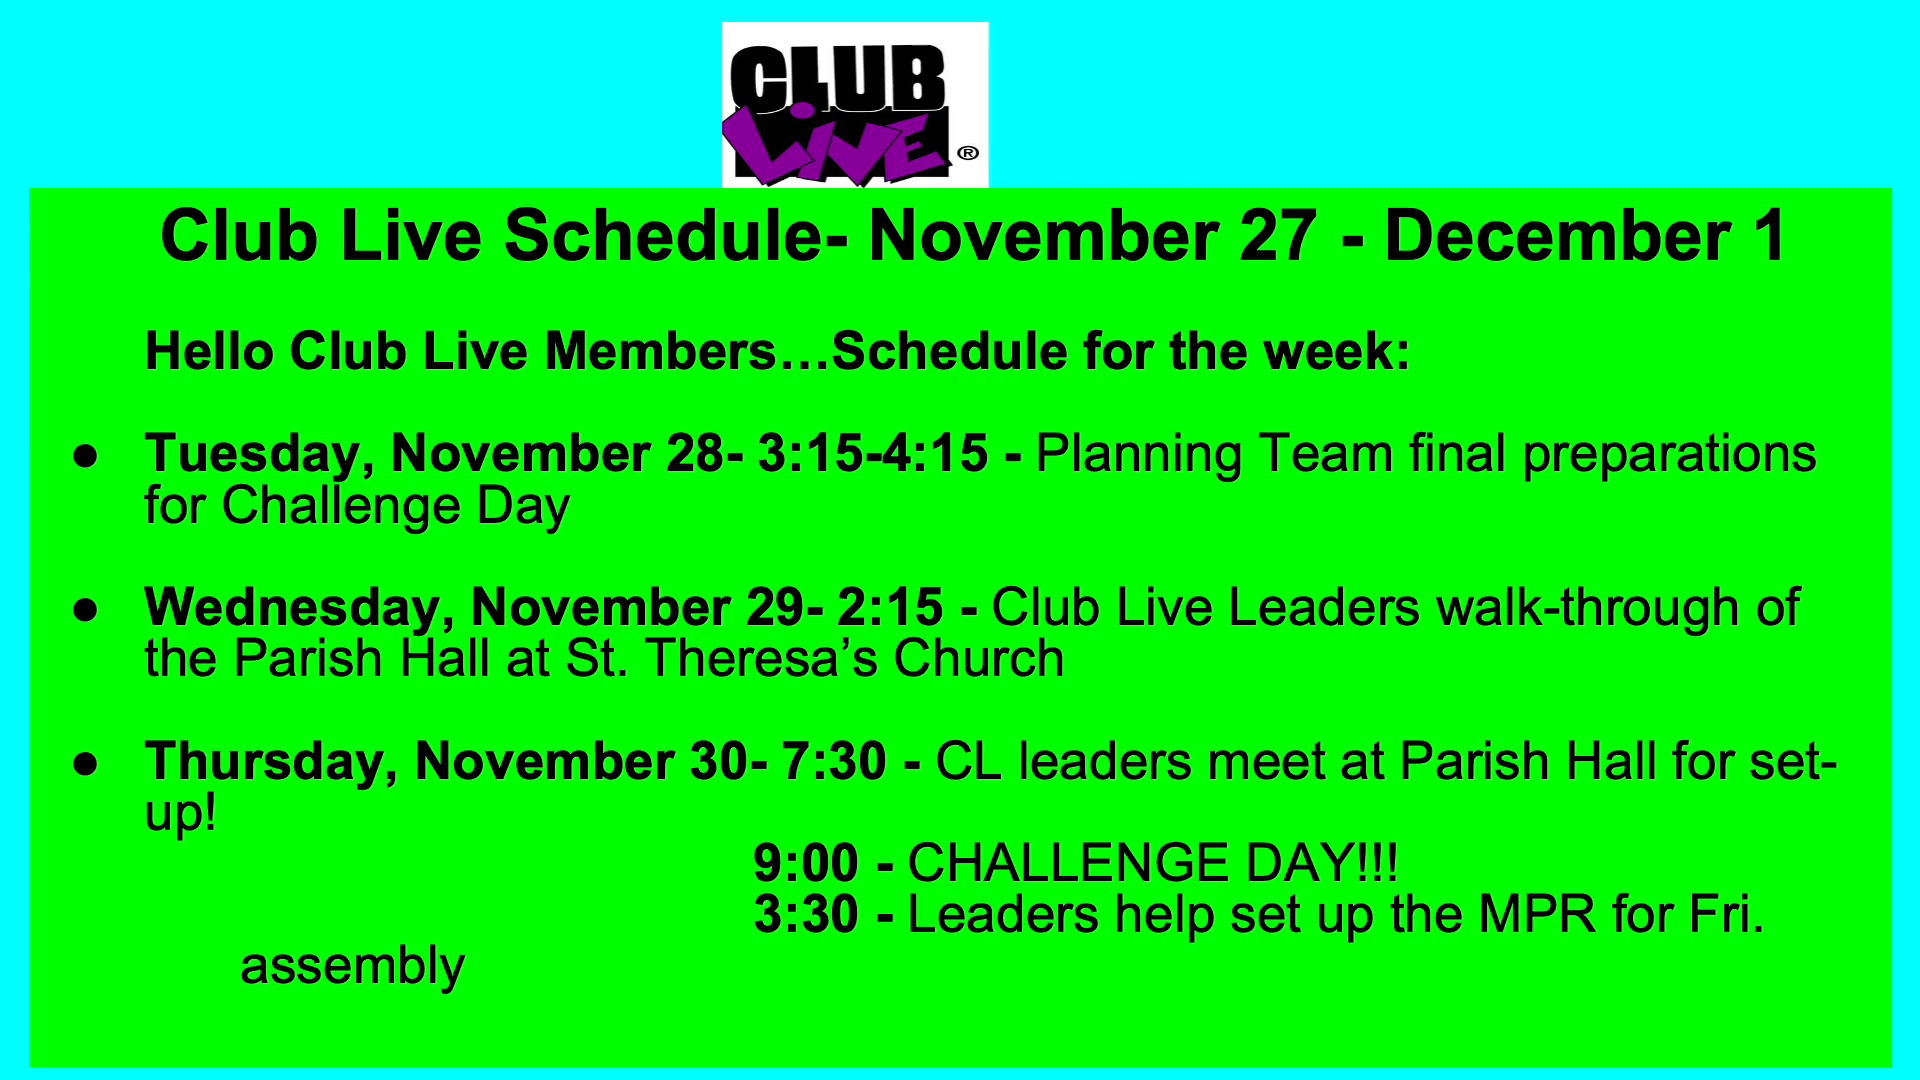 CLUB
LiVE ®
Club Live Schedule- November 27 - December 1
Hello Club Live Members…Schedule for the week:
● Tuesday, November 28- 3:15-4:15 - Planning Team final preparations
for Challenge Day
● Wednesday, November 29- 2:15 - Club Live Leaders walk-through of
the Parish Hall at St. Theresa’s Church
● Thursday, November 30- 7:30 - CL leaders meet at Parish Hall for set-
up!
9:00 - CHALLENGE DAY!!!
3:30 - Leaders help set up the MPR for Fri.
assembly